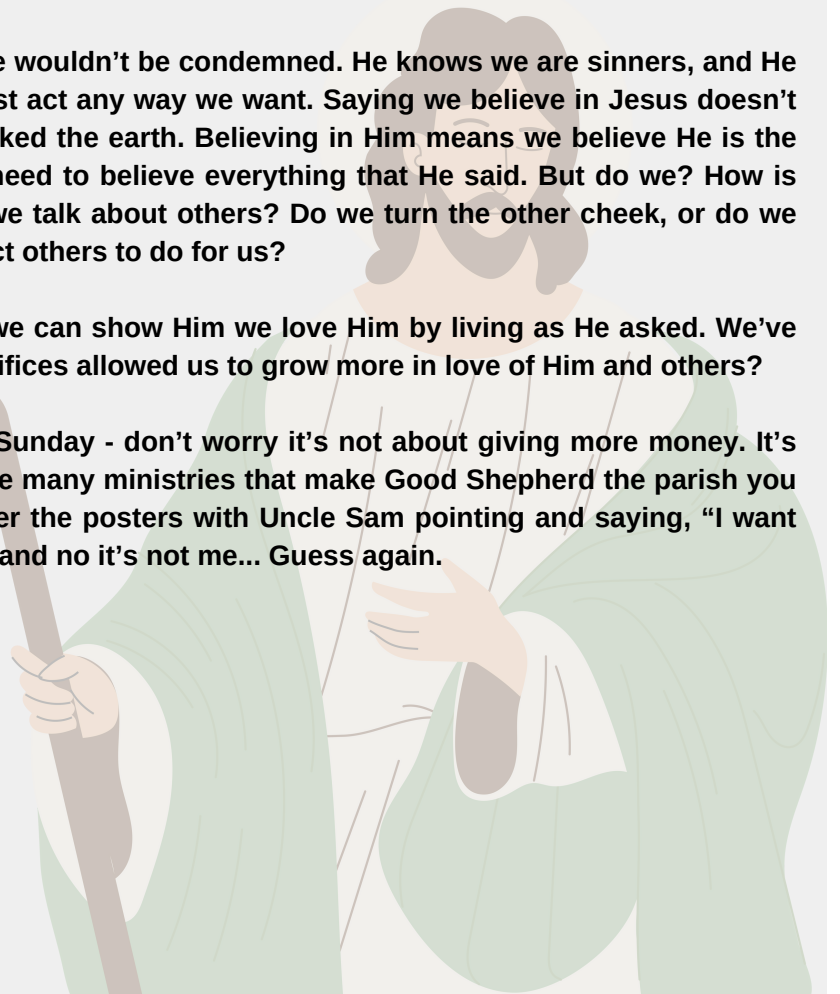 e wouldn’t be condemned. He knows we are sinners, and He
st act any way we want. Saying we believe in Jesus doesn’t
ked the earth. Believing in Him means we believe He is the
need to believe everything that He said. But do we? How is
we talk about others? Do we turn the other cheek, or do we
ct others to do for us?
we can show Him we love Him by living as He asked. We’ve
ifices allowed us to grow more in love of Him and others?
Sunday - don’t worry it’s not about giving more money. It’s
e many ministries that make Good Shepherd the parish you
er the posters with Uncle Sam pointing and saying, “I want
and no it’s not me... Guess again.